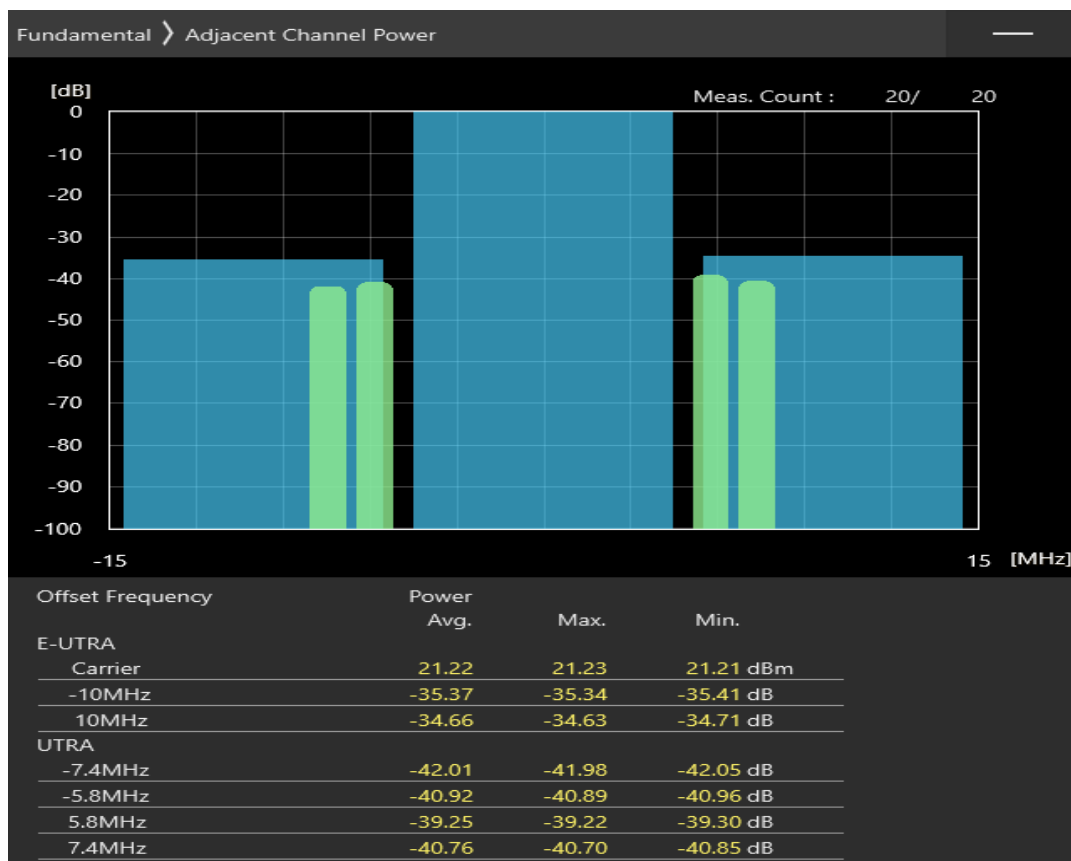 Fundamental 〉 Adjacent Channel Power
[dB]
Meas. Count : 20/ 20
0
-10
-20
-30
-40
-50
-60
-70
-80
-90
-100
-15 15 [MHz]
Offset Frequency Power
Avg. Max. Min.
E-UTRA
Carrier 21.22 21.23 21.21 dBm
-10MHz -35.37 -35.34 -35.41 dB
10MHz -34.66 -34.63 -34.71 dB
UTRA
-7.4MHz -42.01 -41.98 -42.05 dB
-5.8MHz -40.92 -40.89 -40.96 dB
5.8MHz -39.25 -39.22 -39.30 dB
7.4MHz -40.76 -40.70 -40.85 dB